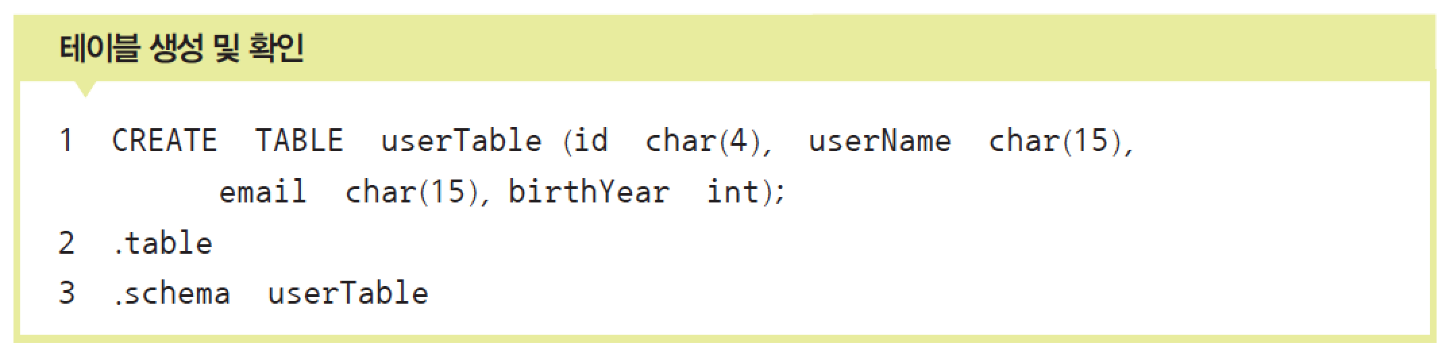 테이블 생성 및 확인
1 CREATE TABLE userTable (id char(4), userName char(15),
email char(15), birthYear int);
2 .table
3 .schema userTable